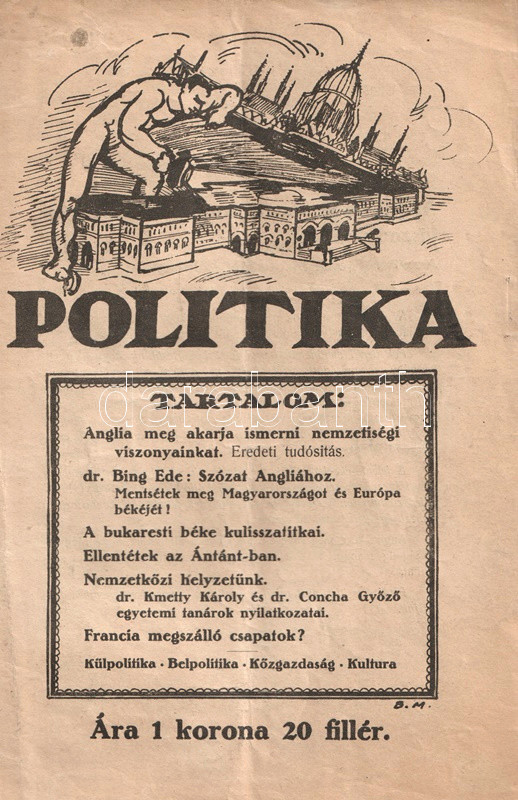 POLITIKA
TARTALOM:
Anglia meg akarja ismerni nemzetiségi
viszonyainkat. Eredeti tudósitás.
dr. Bing Ede: Szózat Angliához.
Mentsétek meg Magyarországot és Európa
békéjét!
A bukaresti béke kulisszatitkai.
Ellentétek az Ántánt-ban.
Nemzetközi helyzetünk.
dr. Kmetty Károly és dr. Concha Győző
egyetemi tanárok nyilatkozatai.
Francia megszálló csapatok?
Külpolitika · Belpolitika · Közgazdaság · Kultura
B.M.
Ára 1 korona 20 fillér.
darabanth